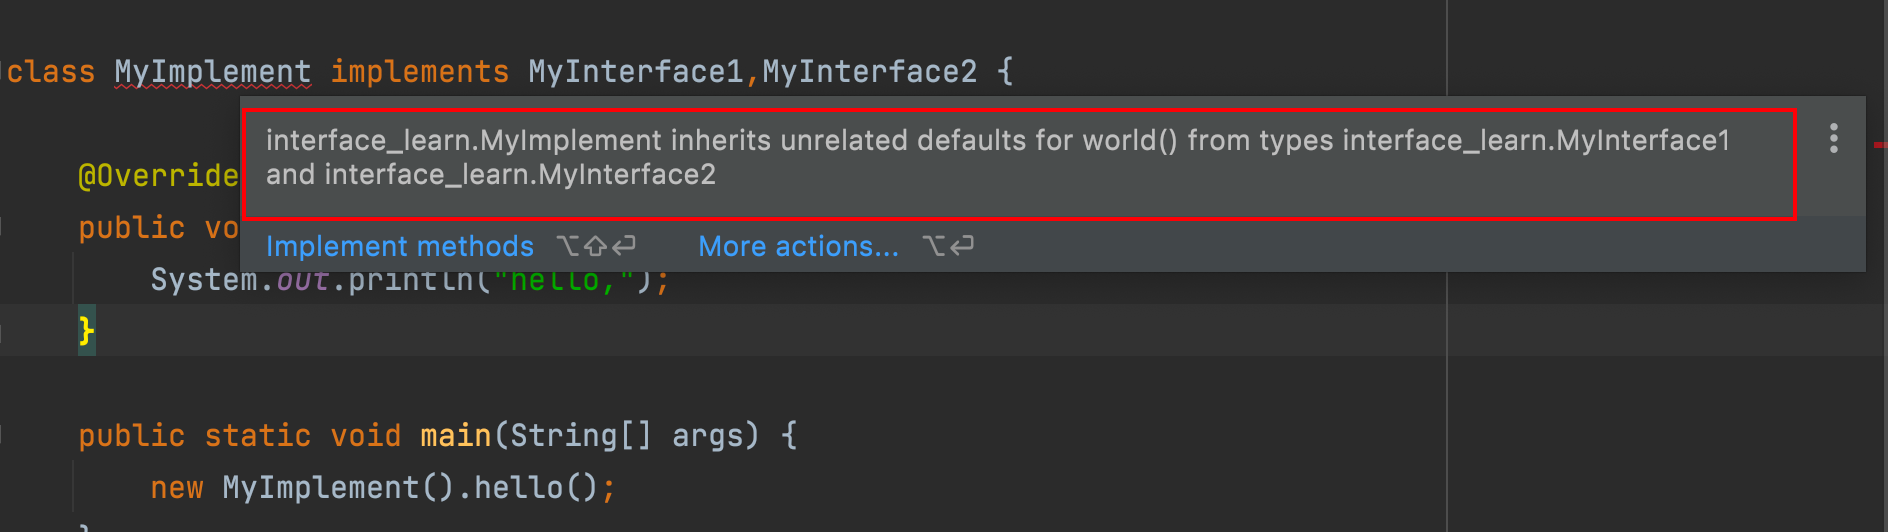 class MyImplement implements MyInterface1,MyInterface2 {
interface_learn.MyImplement inherits unrelated defaults for world() from types interface_learn.MyInterface1
and interface_learn.MyInterface2
@Override
public vo
Implement methods ⌥⇧⏎ More actions... ⌥⏎
System.out.println("hello,");
}
public static void main(String[] args) {
new MyImplement().hello();
}